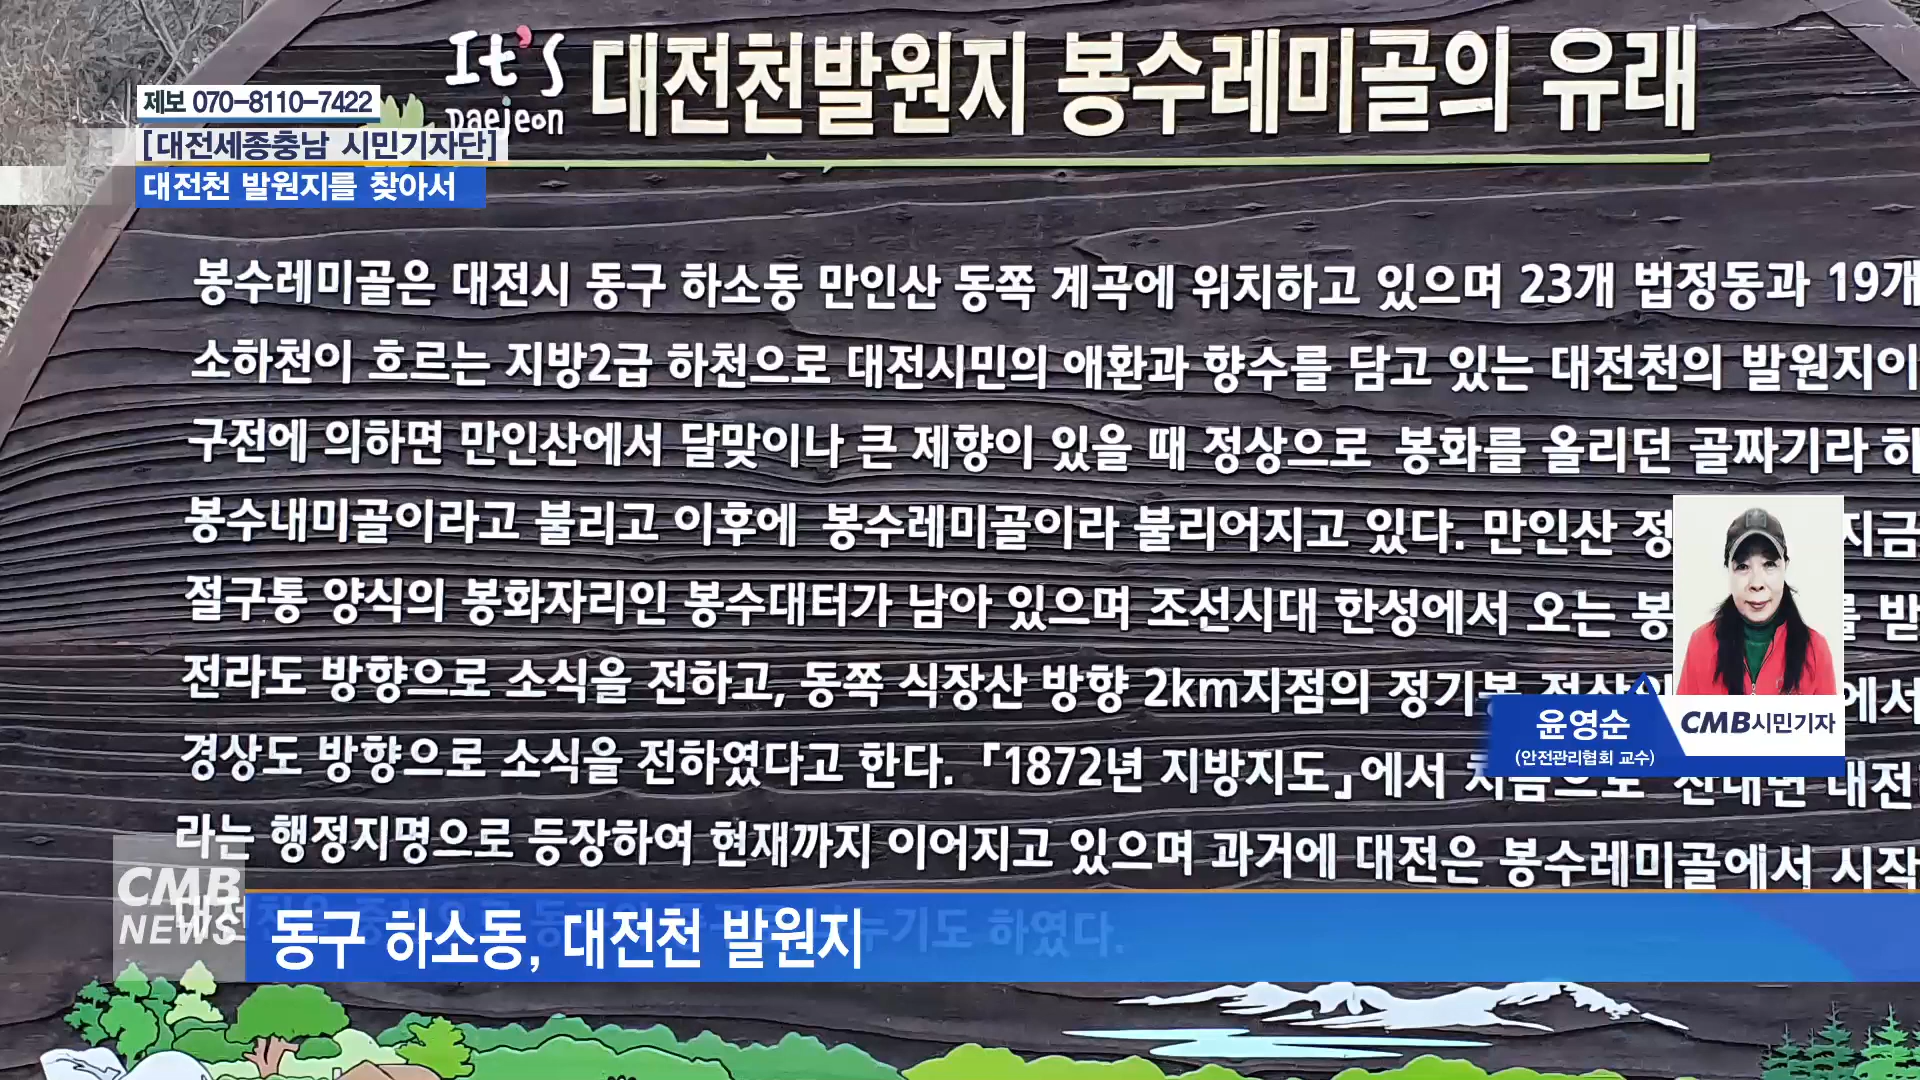 It's Daejeon 대전천발원지 봉수레미골의 유래
제보 070-8110-7422
[대전세종충남 시민기자단]
대전천 발원지를 찾아서
봉수레미골은 대전시 동구 하소동 만인산 동쪽 계곡에 위치하고 있으며 23개 법정동과 19개
소하천이 흐르는 지방2급 하천으로 대전시민의 애환과 향수를 담고 있는 대전천의 발원지이
구전에 의하면 만인산에서 달맞이나 큰 제향이 있을 때 정상으로 봉화를 올리던 골짜기라 하
봉수내미골이라고 불리고 이후에 봉수레미골이라 불리어지고 있다. 만인산 정 지금
절구통 양식의 봉화자리인 봉수대터가 남아 있으며 조선시대 한성에서 오는 봉 를 받
전라도 방향으로 소식을 전하고, 동쪽 식장산 방향 2km지점의 정기봉 에서
경상도 방향으로 소식을 전하였다고 한다. 「1872년 지방지도」에서 처음으로 산내면 대전
라는 행정지명으로 등장하여 현재까지 이어지고 있으며 과거에 대전은 봉수레미골에서 시작
누기도 하였다.
윤영순
(안전관리협회 교수)
CMB시민기자
CMB NEWS
동구 하소동, 대전천 발원지